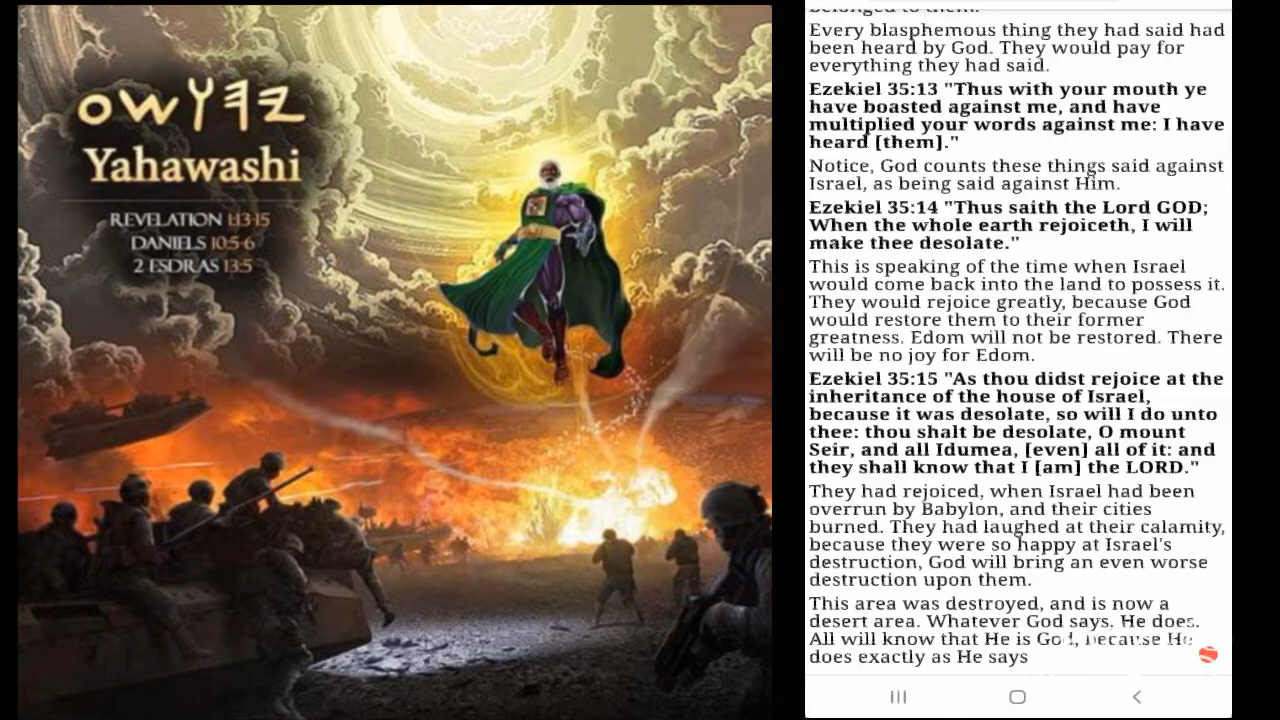 𐤉𐤄𐤅𐤔𐤏
Yahawashi
REVELATION 1:13-15
DANIELS 10:5-6
2 ESDRAS 13:5
belonged to them.
Every blasphemous thing they had said had
been heard by God. They would pay for
everything they had said.
Ezekiel 35:13 "Thus with your mouth ye
have boasted against me, and have
multiplied your words against me: I have
heard [them]."
Notice, God counts these things said against
Israel, as being said against Him.
Ezekiel 35:14 "Thus saith the Lord GOD;
When the whole earth rejoiceth, I will
make thee desolate."
This is speaking of the time when Israel
would come back into the land to possess it.
They would rejoice greatly, because God
would restore them to their former
greatness. Edom will not be restored. There
will be no joy for Edom.
Ezekiel 35:15 "As thou didst rejoice at the
inheritance of the house of Israel,
because it was desolate, so will I do unto
thee: thou shalt be desolate, O mount
Seir, and all Idumea, [even] all of it: and
they shall know that I [am] the LORD."
They had rejoiced, when Israel had been
overrun by Babylon, and their cities
burned. They had laughed at their calamity,
because they were so happy at Israel's
destruction, God will bring an even worse
destruction upon them.
This area was destroyed, and is now a
desert area. Whatever God says, He does.
All will know that He is God, because He
does exactly as He says